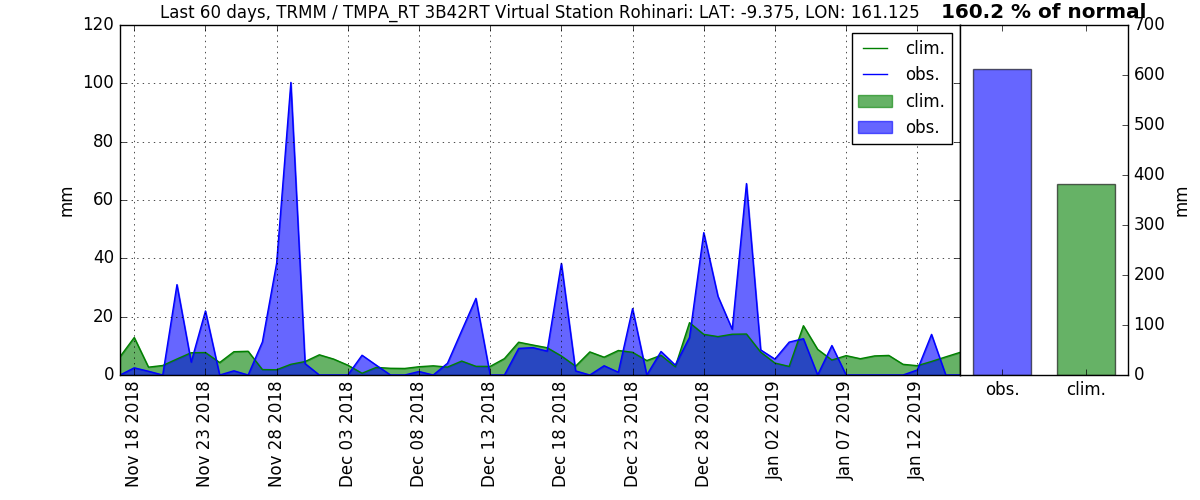 Last 60 days, TRMM / TMPA_RT 3B42RT Virtual Station Rohinari: LAT: -9.375, LON: 161.125
160.2 % of normal
120
100
80
60
40
20
0
mm
clim.
obs.
clim.
obs.
700
600
500
400
300
200
100
0
mm
Nov 18 2018
Nov 23 2018
Nov 28 2018
Dec 03 2018
Dec 08 2018
Dec 13 2018
Dec 18 2018
Dec 23 2018
Dec 28 2018
Jan 02 2019
Jan 07 2019
Jan 12 2019
obs.
clim.